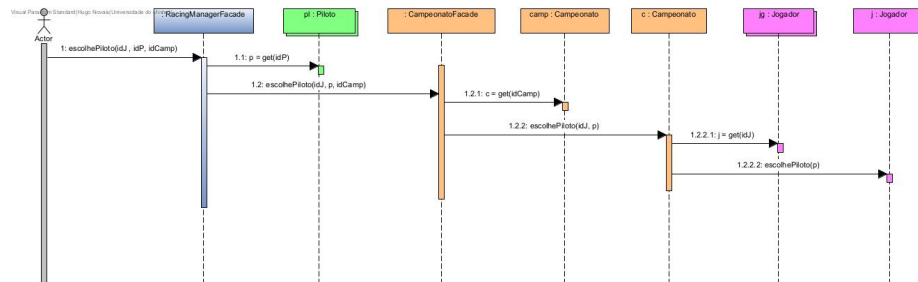 Visual Paradigm Standard(Hugo Novais(Universidade do Minho))
: RacingManagerFacade
pl : Piloto
: CampeonatoFacade
camp : Campeonato
c : Campeonato
jg : Jogador
j : Jogador
Actor
1: escolhePiloto(idJ , idP, idCamp)
1.1: p = get(idP)
1.2: escolhePiloto(idJ, p, idCamp)
1.2.1: c = get(idCamp)
1.2.2: escolhePiloto(idJ, p)
1.2.2.1: j = get(idJ)
1.2.2.2: escolhePiloto(p)